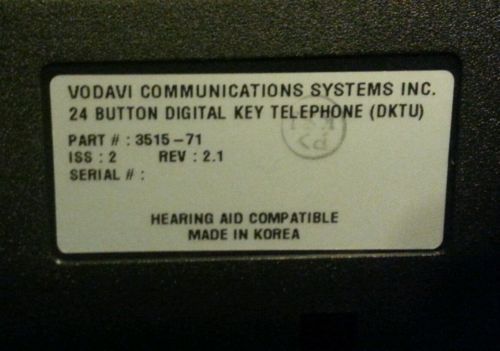 VODAVI COMMUNICATIONS SYSTEMS INC.
24 BUTTON DIGITAL KEY TELEPHONE (DKTU)
PART # : 3515-71
ISS : 2 REV : 2.1
SERIAL # :
HEARING AID COMPATIBLE
MADE IN KOREA